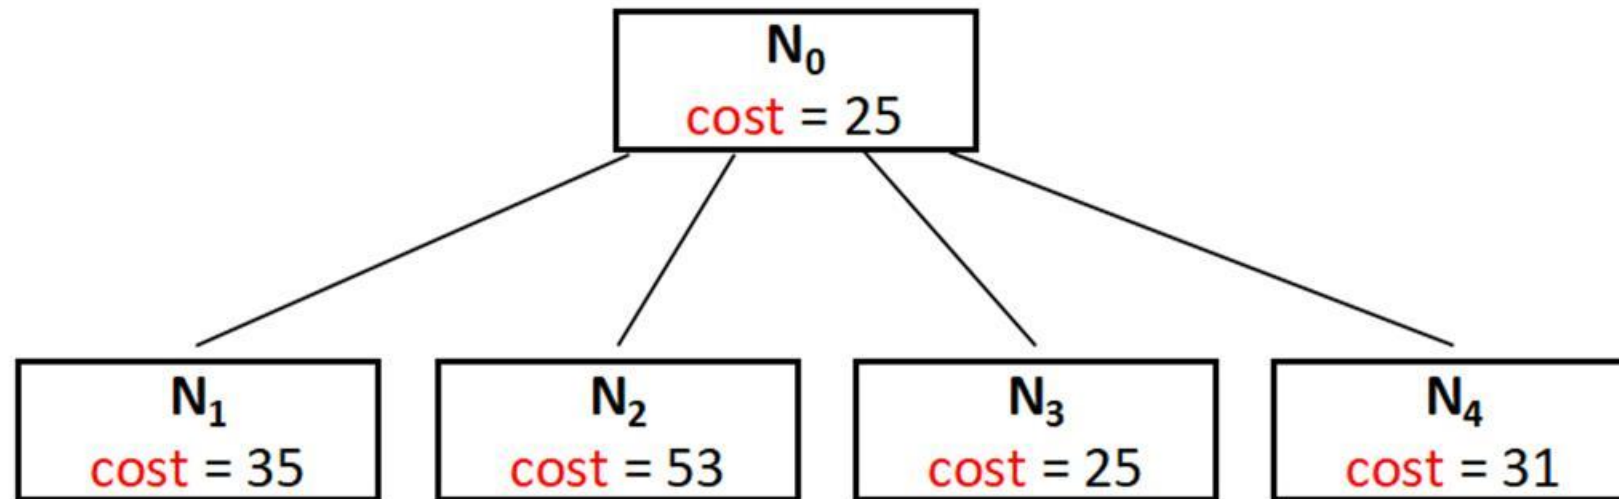 N₀
cost = 25
N₁
cost = 35
N₂
cost = 53
N₃
cost = 25
N₄
cost = 31